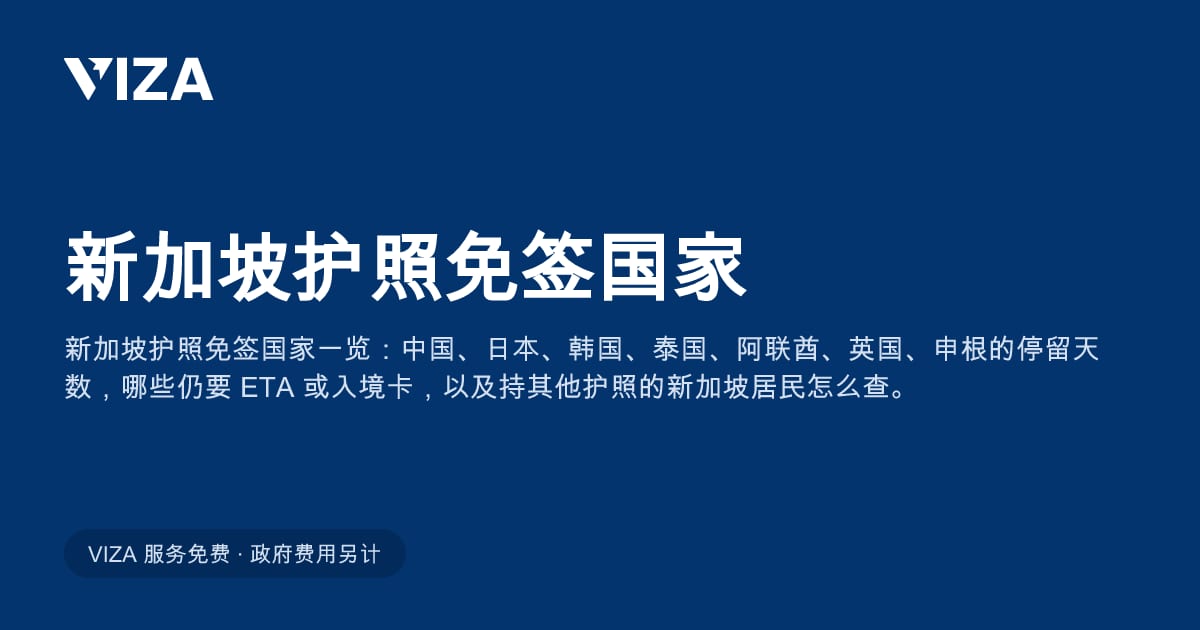 VIZA
新加坡护照免签国家
新加坡护照免签国家一览：中国、日本、韩国、泰国、阿联酋、英国、申根的停留天
数，哪些仍要 ETA 或入境卡，以及持其他护照的新加坡居民怎么查。
VIZA 服务免费 · 政府费用另计